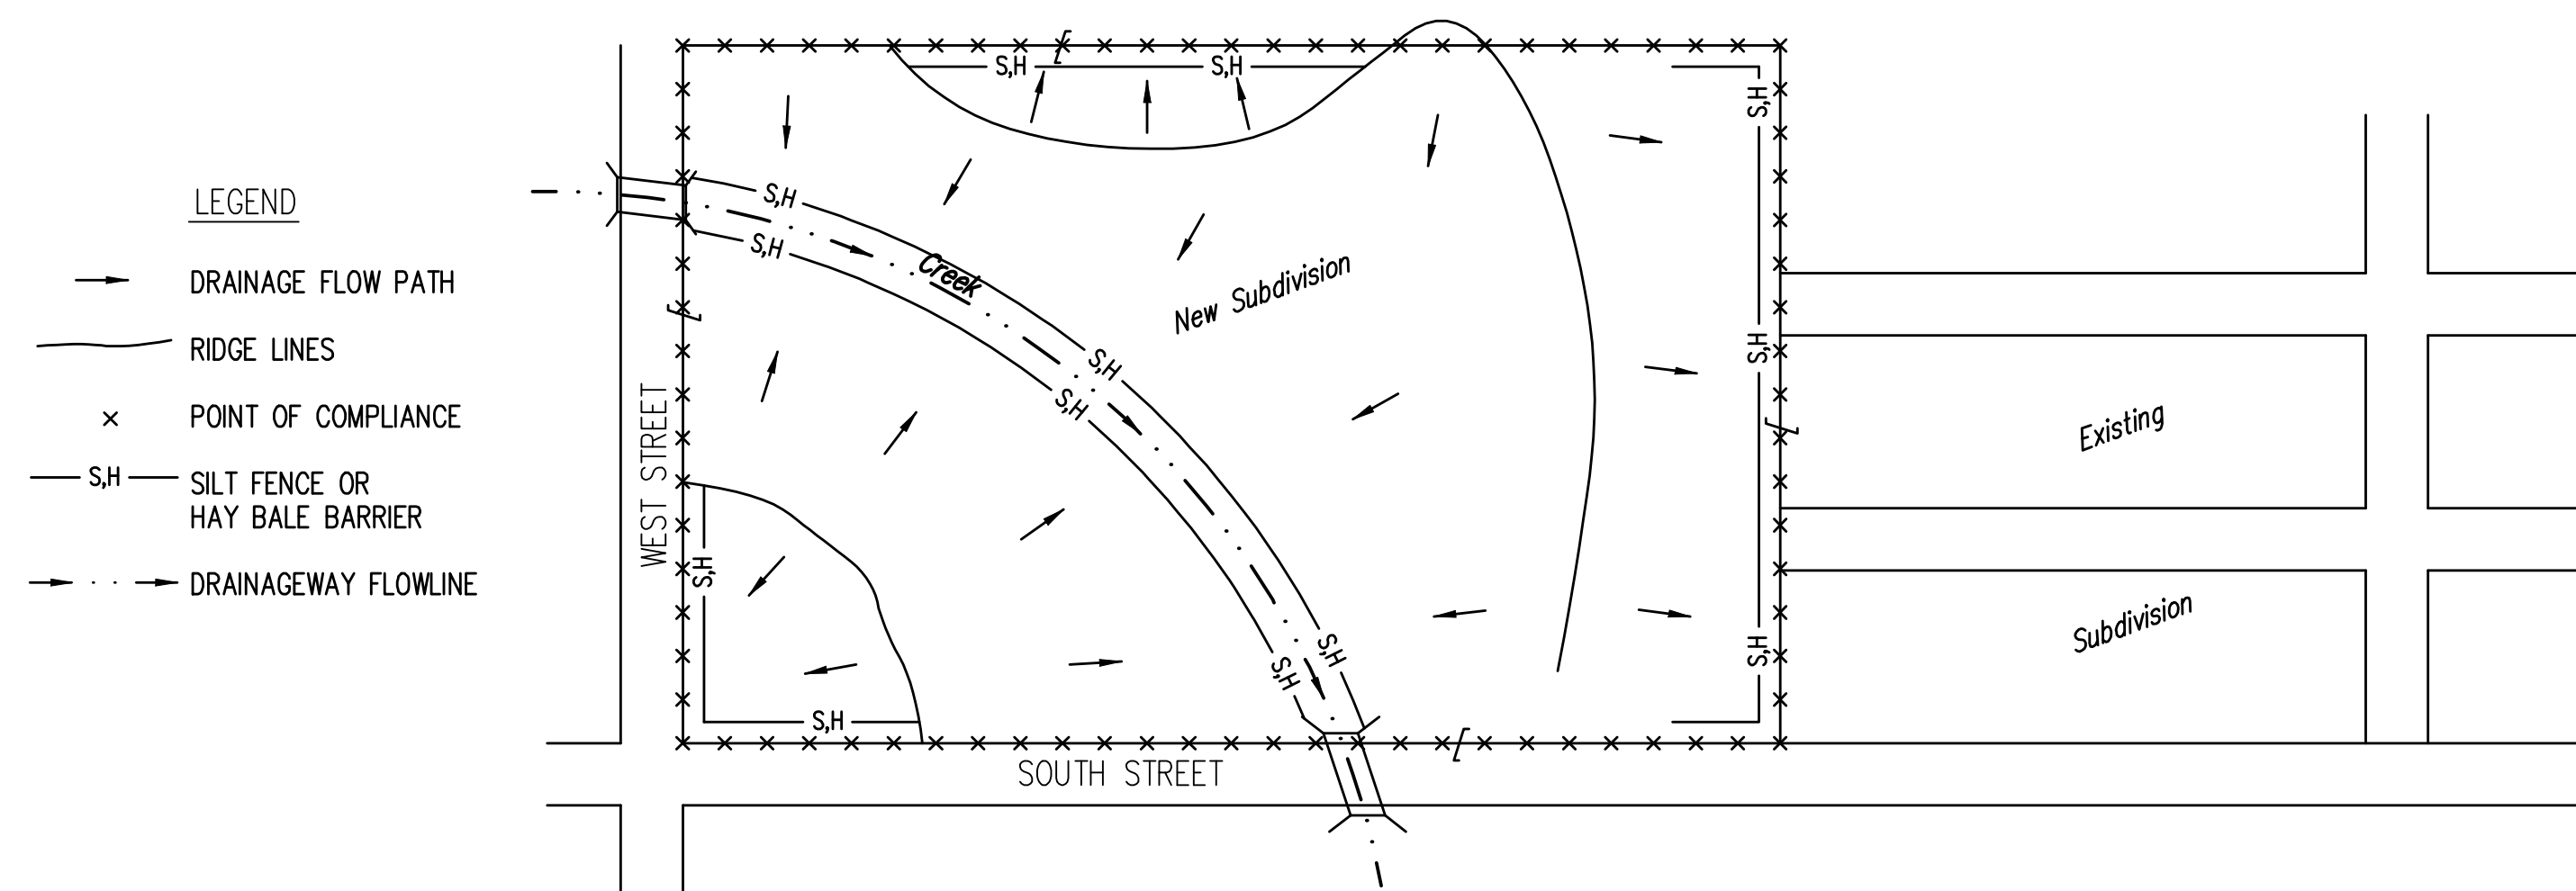 LEGEND
DRAINAGE FLOW PATH
RIDGE LINES
× POINT OF COMPLIANCE
S,H SILT FENCE OR
HAY BALE BARRIER
DRAINAGEWAY FLOWLINE
S,H
S,H
S,H
S,H
S,H
Creek
New Subdivision
S,H
S,H
S,H
WEST STREET
Existing
S,H
S,H
S,H
S,H
Subdivision
S,H
SOUTH STREET